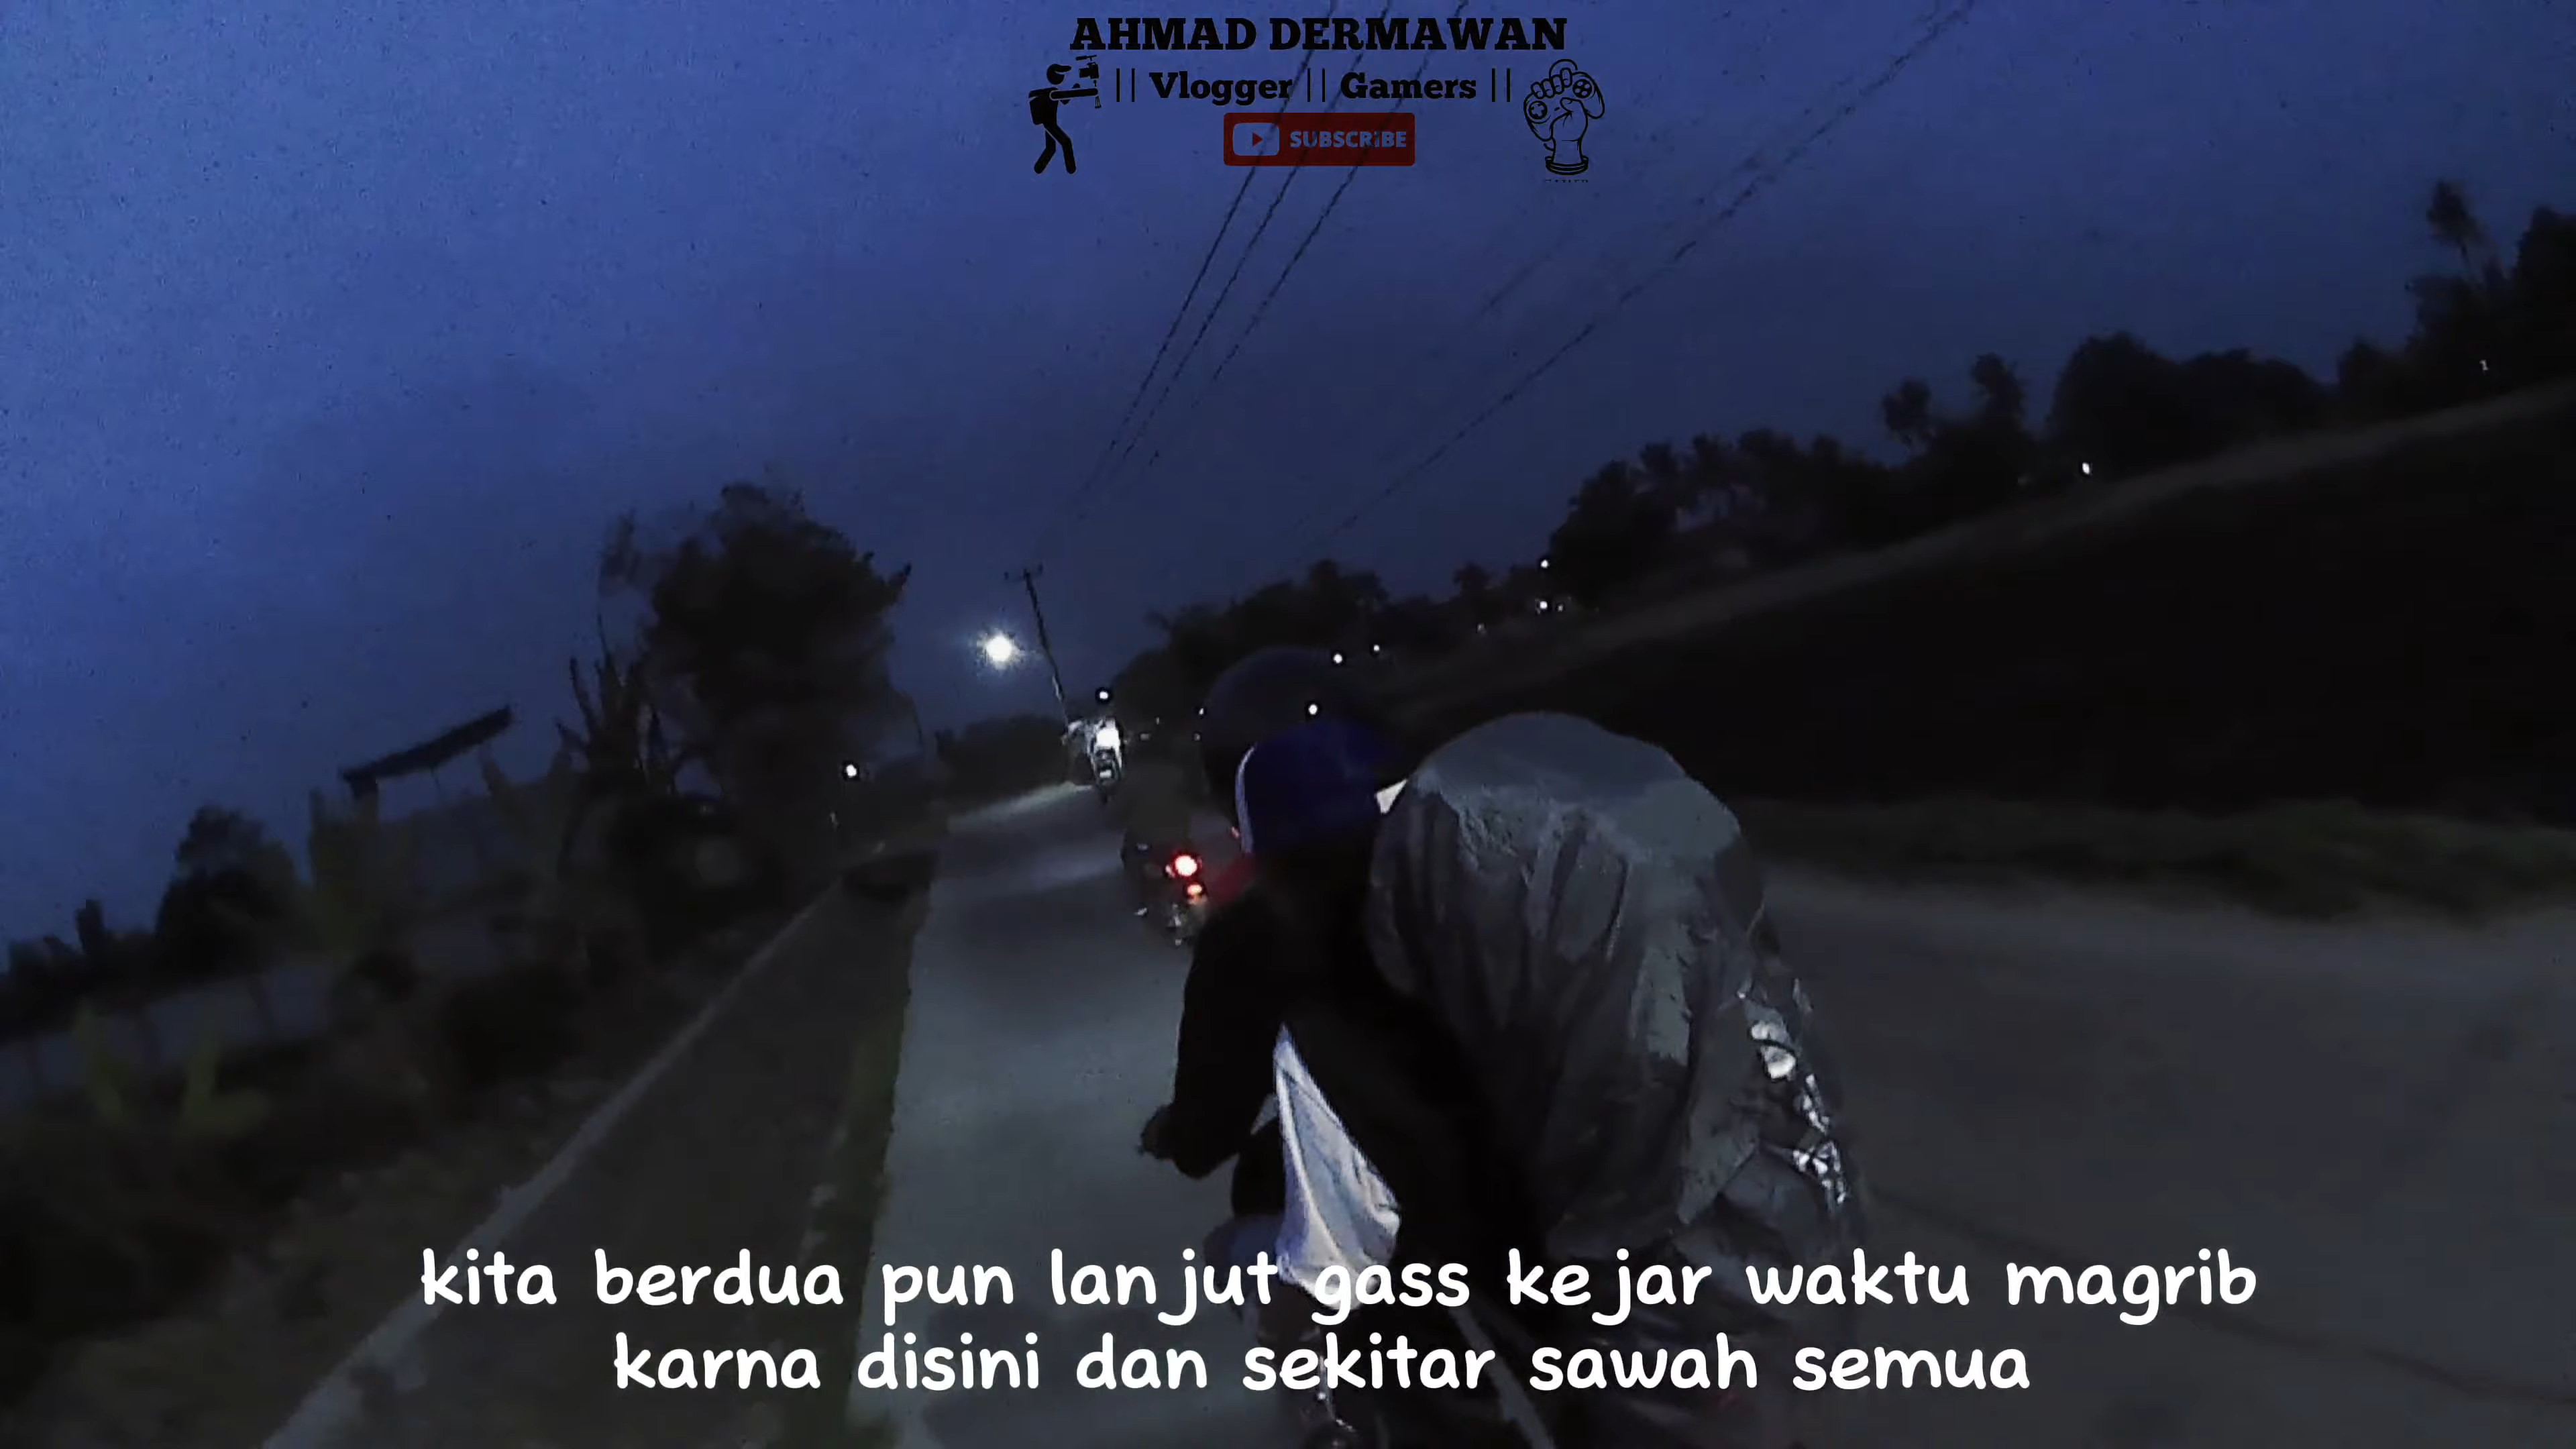 AHMAD DERMAWAN
|| Vlogger || Gamers ||
SUBSCRIBE
kita berdua pun lanjut gass kejar waktu magrib
karna disini dan sekitar sawah semua